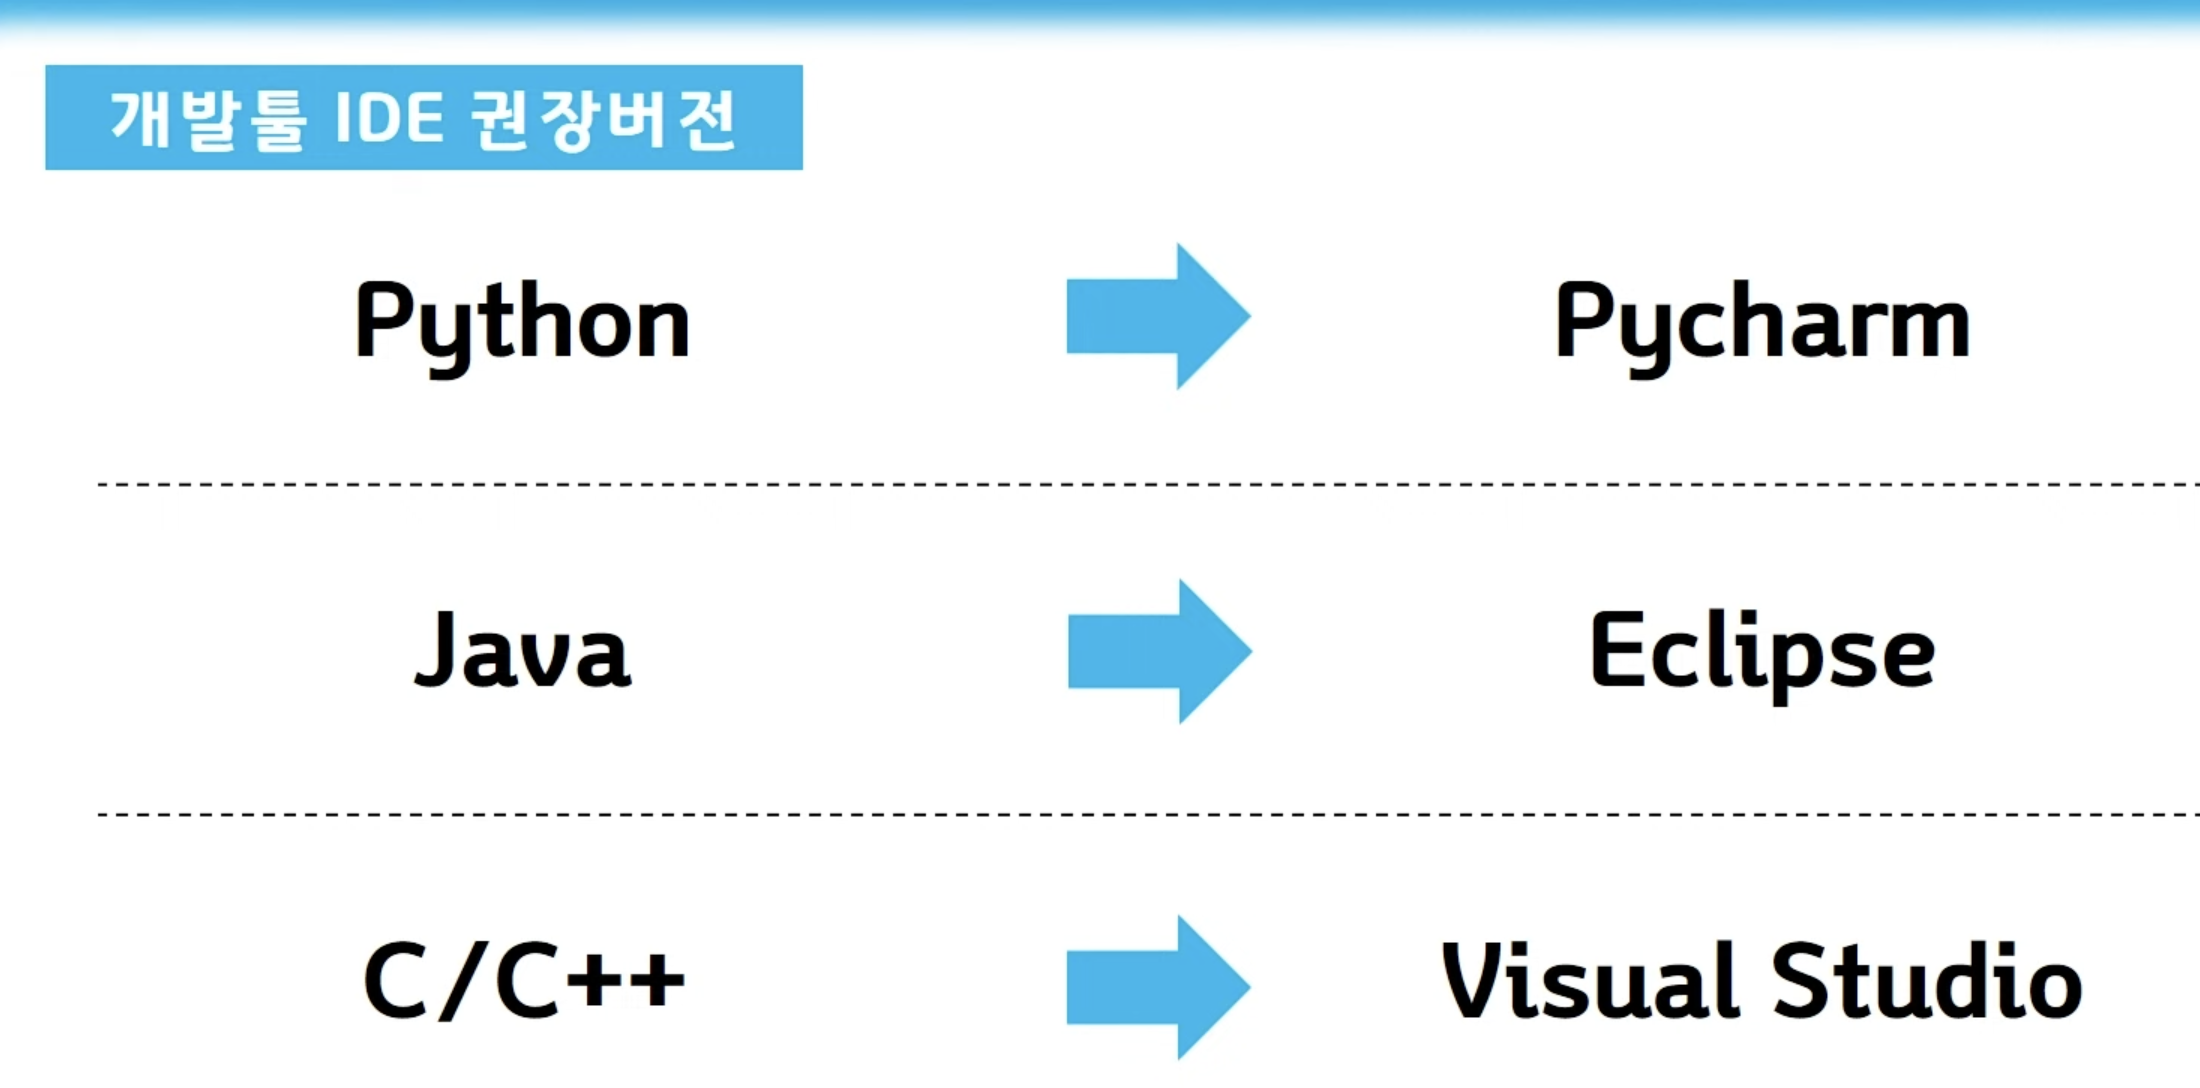 개발툴 IDE 권장버전
Python
Pycharm
Java
Eclipse
C/C++
Visual Studio